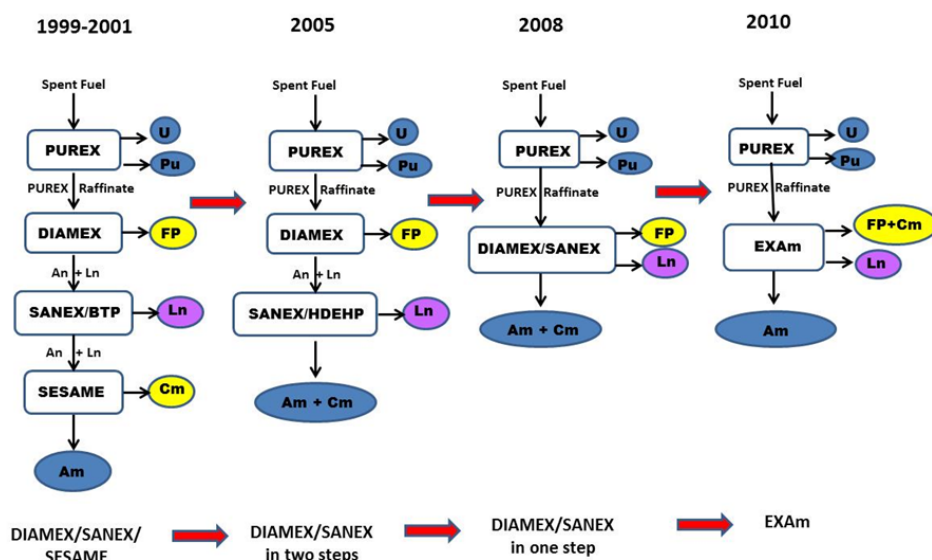 1999-2001
Spent Fuel
PUREX
U
Pu
PUREX Raffinate
DIAMEX
FP
An + Ln
SANEX/BTP
Ln
An + Ln
SESAME
Cm
Am
2005
Spent Fuel
PUREX
U
Pu
PUREX Raffinate
DIAMEX
FP
An + Ln
SANEX/HDEHP
Ln
Am + Cm
2008
Spent Fuel
PUREX
U
Pu
PUREX Raffinate
DIAMEX/SANEX
FP
Ln
Am + Cm
2010
Spent Fuel
PUREX
U
Pu
PUREX Raffinate
EXAm
FP+Cm
Ln
Am
DIAMEX/SANEX/
SESAME
DIAMEX/SANEX
in two steps
DIAMEX/SANEX
in one step
EXAm